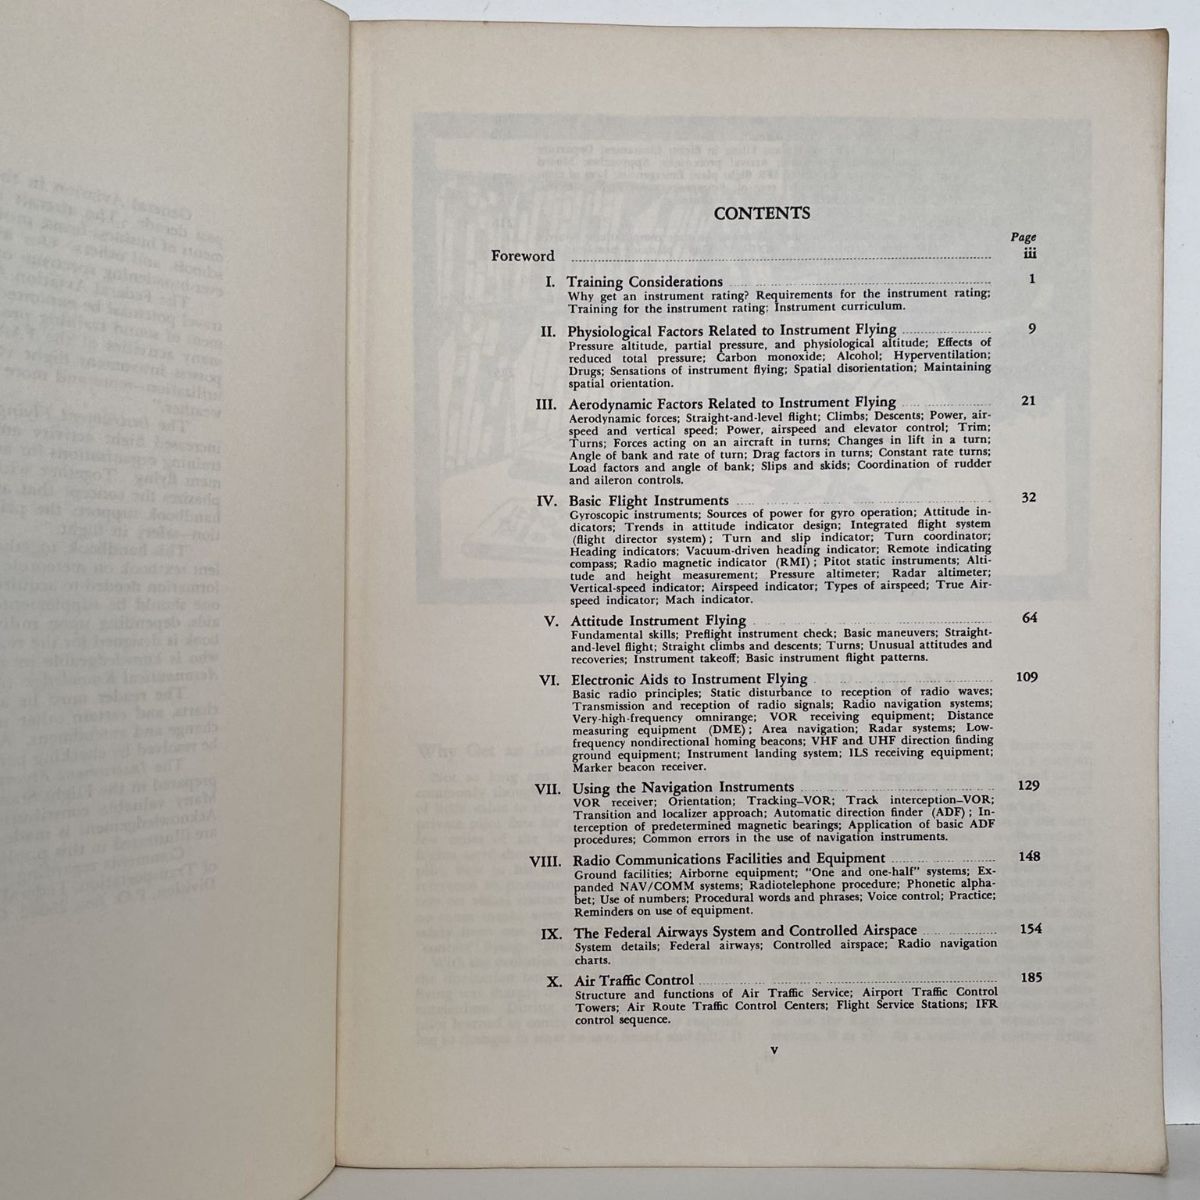 CONTENTS
Page
Foreword iii
I. Training Considerations 1
Why get an instrument rating? Requirements for the instrument rating;
Training for the instrument rating; Instrument curriculum.
II. Physiological Factors Related to Instrument Flying 9
Pressure altitude, partial pressure, and physiological altitude; Effects of
reduced total pressure; Carbon monoxide; Alcohol; Hyperventilation;
Drugs; Sensations of instrument flying; Spatial disorientation; Maintaining
spatial orientation.
III. Aerodynamic Factors Related to Instrument Flying 21
Aerodynamic forces; Straight-and-level flight; Climbs; Descents; Power, air-
speed and vertical speed; Power, airspeed and elevator control; Trim;
Turns; Forces acting on an aircraft in turns; Changes in lift in a turn;
Angle of bank and rate of turn; Drag factors in turns; Constant rate turns;
Load factors and angle of bank; Slips and skids; Coordination of rudder
and aileron controls.
IV. Basic Flight Instruments 32
Gyroscopic instruments; Sources of power for gyro operation; Attitude in-
dicators; Trends in attitude indicator design; Integrated flight system
(flight director system); Turn and slip indicator; Turn coordinator;
Heading indicators; Vacuum-driven heading indicator; Remote indicating
compass; Radio magnetic indicator (RMI); Pitot static instruments; Alti-
tude and height measurement; Pressure altimeter; Radar altimeter;
Vertical-speed indicator; Airspeed indicator; Types of airspeed; True Air-
speed indicator; Mach indicator.
V. Attitude Instrument Flying 64
Fundamental skills; Preflight instrument check; Basic maneuvers; Straight-
and-level flight; Straight climbs and descents; Turns; Unusual attitudes and
recoveries; Instrument takeoff; Basic instrument flight patterns.
VI. Electronic Aids to Instrument Flying 109
Basic radio principles; Static disturbance to reception of radio waves;
Transmission and reception of radio signals; Radio navigation systems;
Very-high-frequency omnirange; VOR receiving equipment; Distance
measuring equipment (DME); Area navigation; Radar systems; Low-
frequency nondirectional homing beacons; VHF and UHF direction finding
ground equipment; Instrument landing system; ILS receiving equipment;
Marker beacon receiver.
VII. Using the Navigation Instruments 129
VOR receiver; Orientation; Tracking–VOR; Track interception–VOR;
Transition and localizer approach; Automatic direction finder (ADF); In-
terception of predetermined magnetic bearings; Application of basic ADF
procedures; Common errors in the use of navigation instruments.
VIII. Radio Communications Facilities and Equipment 148
Ground facilities; Airborne equipment; "One and one-half" systems; Ex-
panded NAV/COMM systems; Radiotelephone procedure; Phonetic alpha-
bet; Use of numbers; Procedural words and phrases; Voice control; Practice;
Reminders on use of equipment.
IX. The Federal Airways System and Controlled Airspace 154
System details; Federal airways; Controlled airspace; Radio navigation
charts.
X. Air Traffic Control 185
Structure and functions of Air Traffic Service; Airport Traffic Control
Towers; Air Route Traffic Control Centers; Flight Service Stations; IFR
control sequence.
v